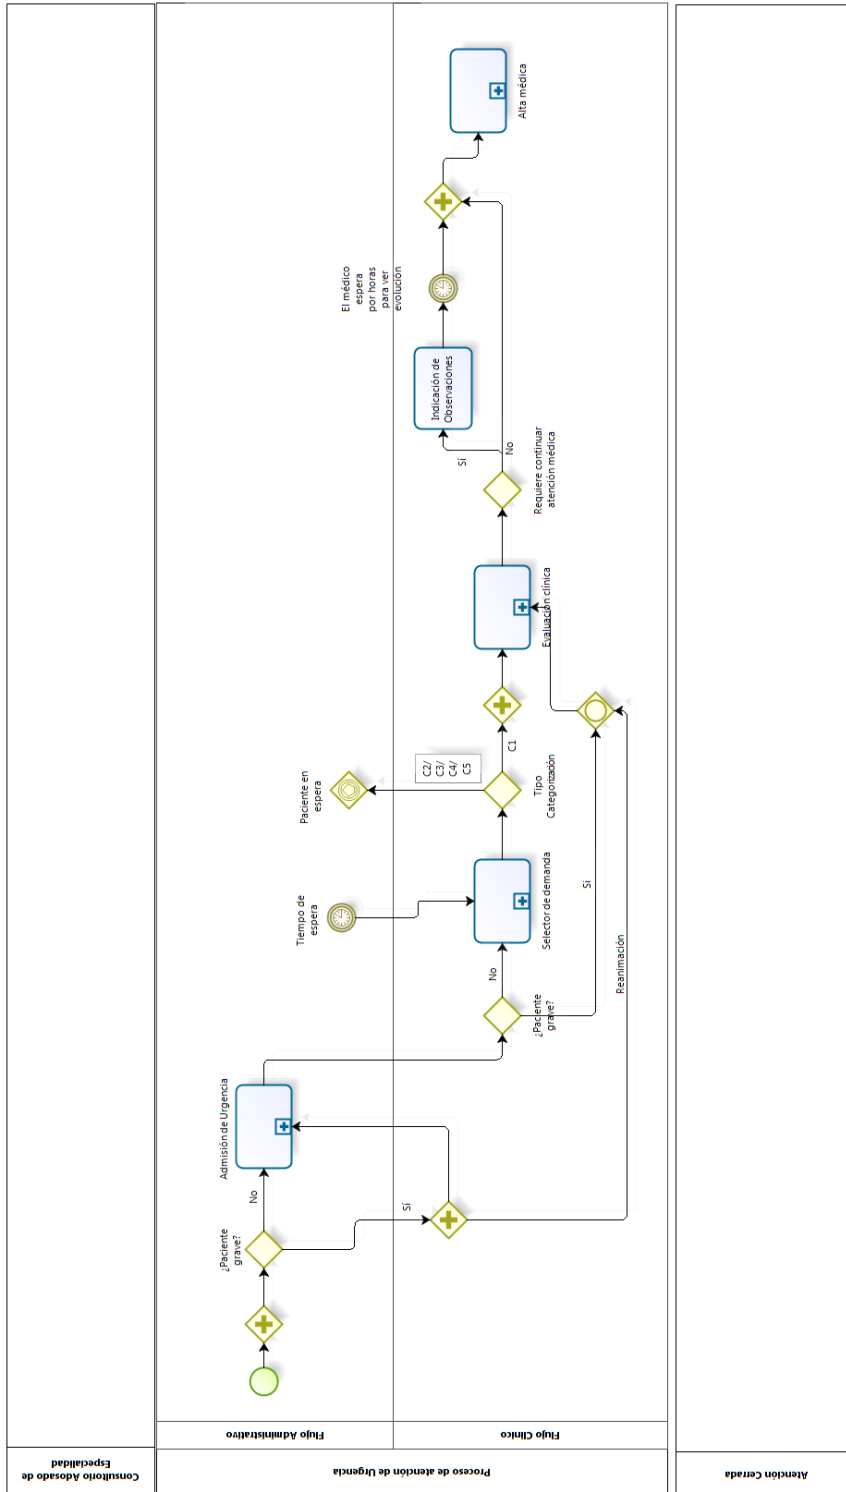 Consultorio Adosado de
Especialidad
Proceso de atención de Urgencia
Flujo Administrativo
Flujo Clínico
Atención Cerrada
¿Paciente
grave?
No
Sí
Admisión de Urgencia
Reanimación
¿Paciente
grave?
No
Sí
Tiempo de
espera
Selector de demanda
Tipo
Categorización
C2/
C3/
C4/
C5
Paciente en
espera
C1
Evaluación clínica
Requiere continuar
atención médica
Sí
No
Indicación de
Observaciones
El médico
espera
por horas
para ver
evolución
Alta médica